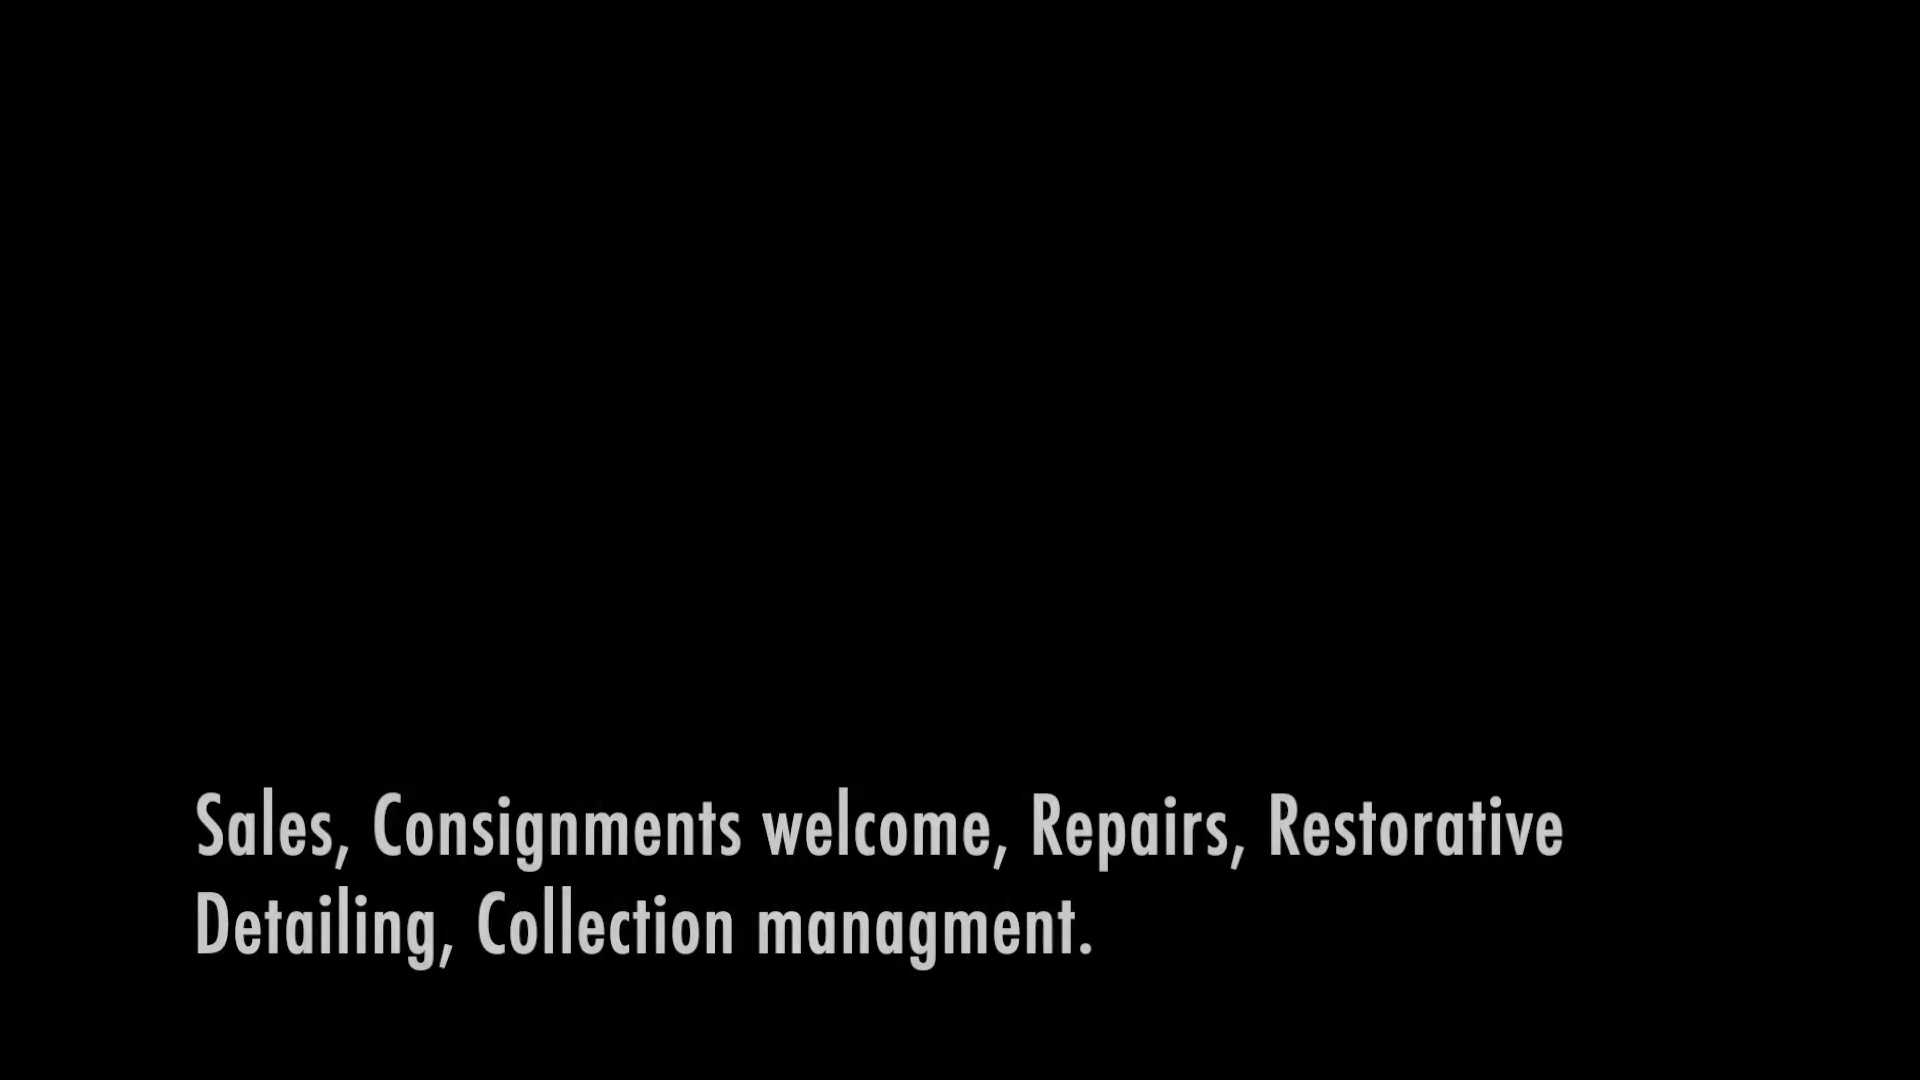 Sales, Consignments welcome, Repairs, Restorative
Detailing, Collection managment.